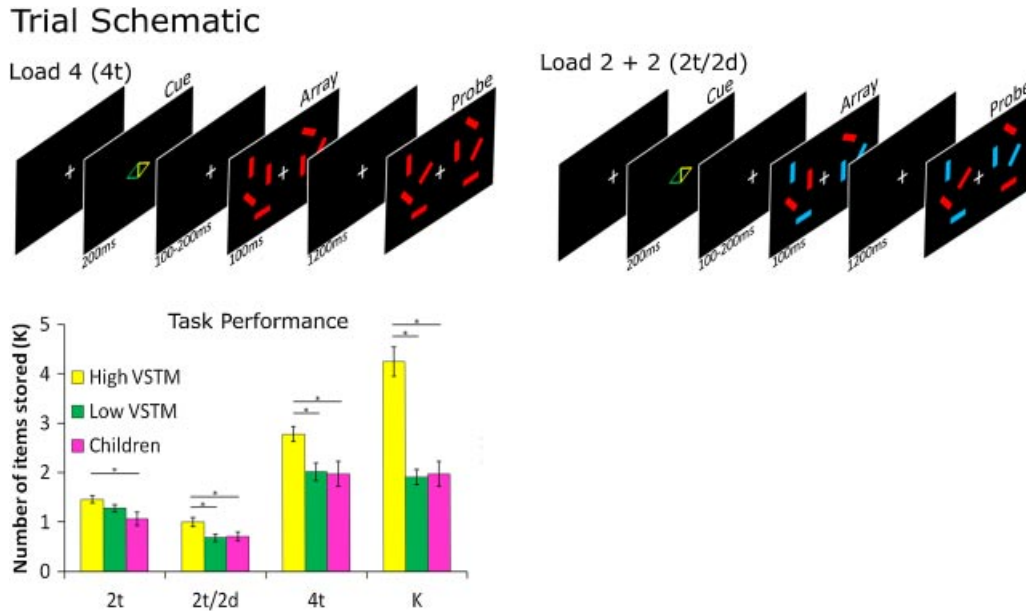 Trial Schematic
Load 4 (4t)
Cue
Array
Probe
200ms
100-200ms
100ms
1200ms
Load 2 + 2 (2t/2d)
Cue
Array
Probe
200ms
100-200ms
100ms
1200ms
Task Performance
Number of items stored (K)
5
4
3
2
1
0
High VSTM
Low VSTM
Children
*
*
*
*
*
*
*
2t
2t/2d
4t
K